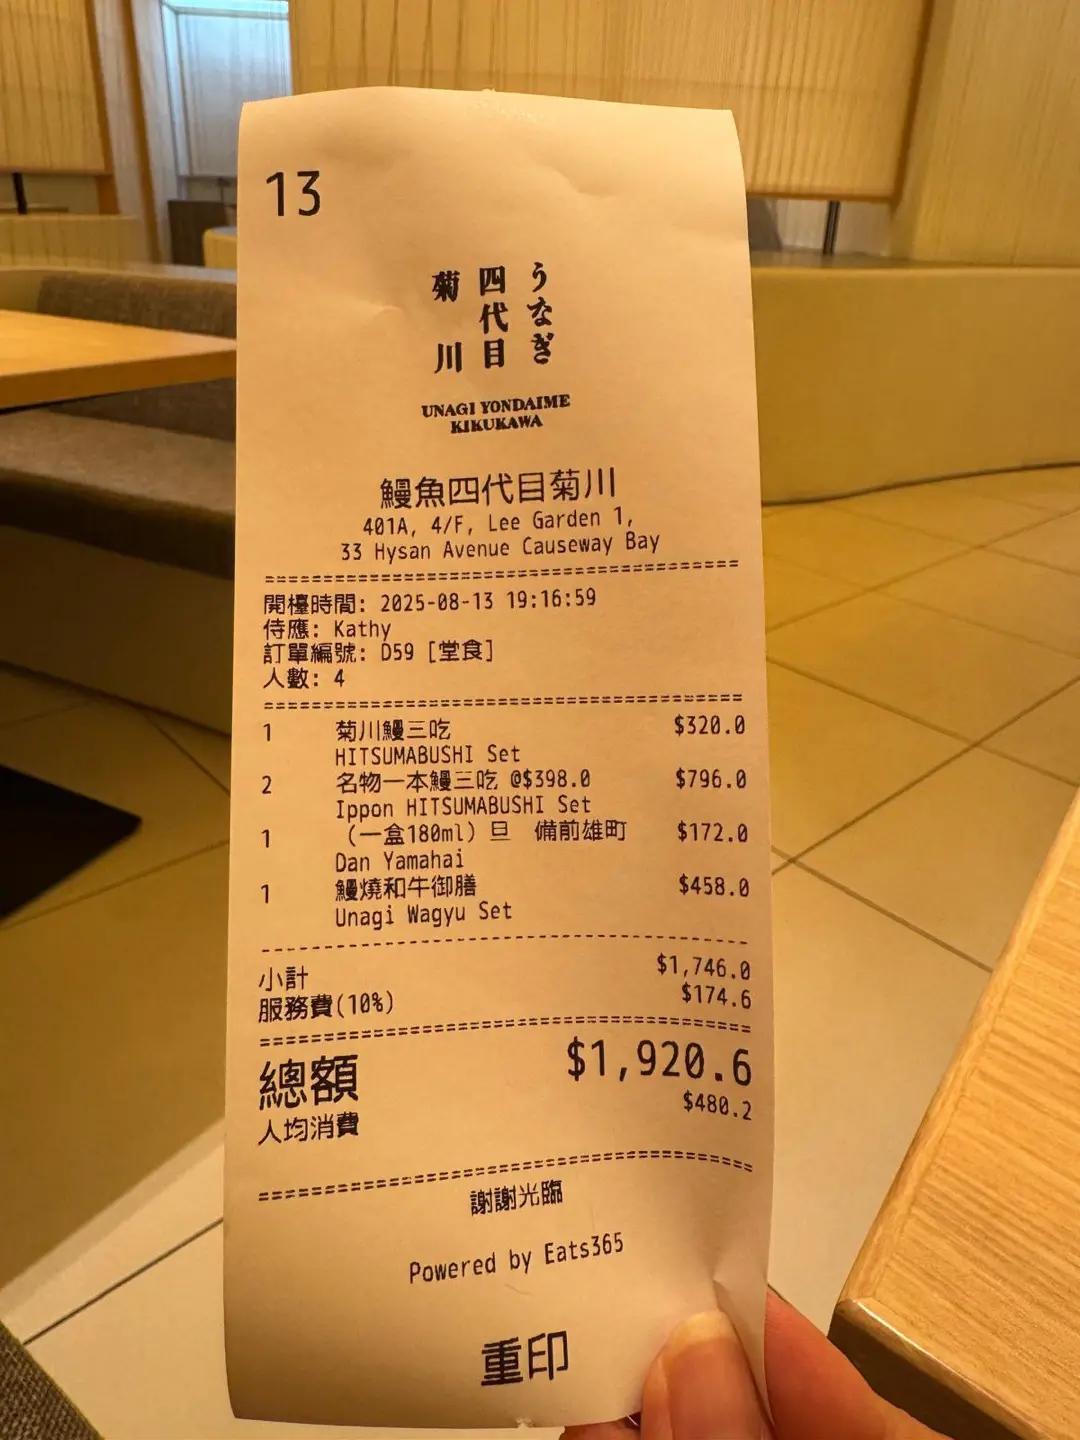 13
うなぎ
四代目
菊川
UNAGI YONDAIME
KIKUKAWA
鰻魚四代目菊川
401A, 4/F, Lee Garden 1,
33 Hysan Avenue Causeway Bay
開檯時間: 2025-08-13 19:16:59
侍應: Kathy
訂單編號: D59 [堂食]
人數: 4
1 菊川鰻三吃 $320.0
HITSUMABUSHI Set
2 名物一本鰻三吃 @$398.0 $796.0
Ippon HITSUMABUSHI Set
1 （一盒180ml）旦 備前雄町 $172.0
Dan Yamahai
1 鰻燒和牛御膳 $458.0
Unagi Wagyu Set
小計 $1,746.0
服務費(10%) $174.6
總額 $1,920.6
人均消費 $480.2
謝謝光臨
Powered by Eats365
重印